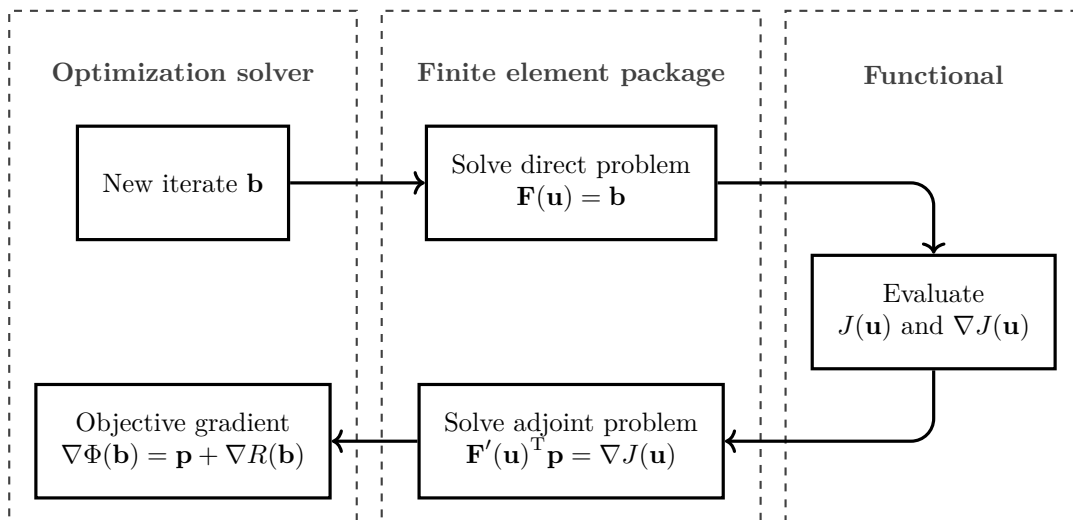 Optimization solver
Finite element package
Functional
New iterate b
Solve direct problem
F(u) = b
Evaluate
J(u) and ∇J(u)
Solve adjoint problem
F′(u)ᵀp = ∇J(u)
Objective gradient
∇Φ(b) = p + ∇R(b)